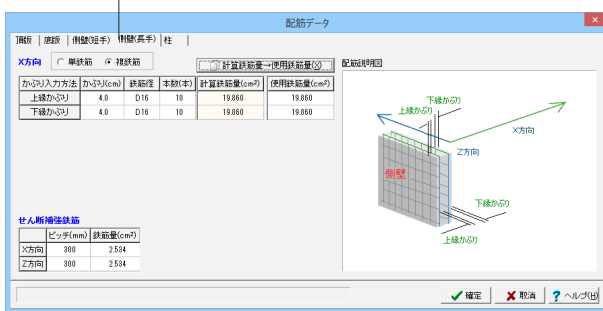 配筋データ
頂版 底版 側壁(短手) 側壁(長手) 柱
X方向 単鉄筋 複鉄筋 計算鉄筋量→使用鉄筋量(X) 配筋説明図
かぶり入力方法 かぶり(cm) 鉄筋径 本数(本) 計算鉄筋量(cm²) 使用鉄筋量(cm²)
上縁かぶり 4.0 D16 10 19.860 19.860
下縁かぶり 4.0 D16 10 19.860 19.860
下縁かぶり
上縁かぶり
X方向
Z方向
側壁
下縁かぶり
上縁かぶり
せん断補強鉄筋
ピッチ(mm) 鉄筋量(cm²)
X方向 300 2.534
Z方向 300 2.534
確定 取消 ヘルプ(H)